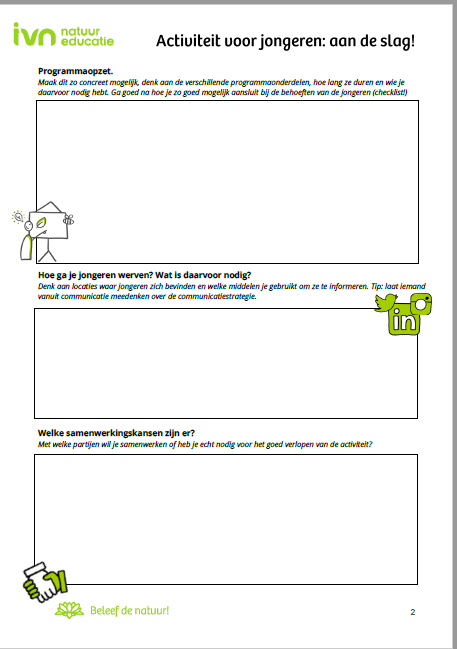 ivn natuur
educatie
Activiteit voor jongeren: aan de slag!
Programmaopzet.
Maak dit zo concreet mogelijk, denk aan de verschillende programmaonderdelen, hoe lang ze duren en wie je
daarvoor nodig hebt. Ga goed na hoe je zo goed mogelijk aansluit bij de behoeften van de jongeren (checklist!)
Hoe ga je jongeren werven? Wat is daarvoor nodig?
Denk aan locaties waar jongeren zich bevinden en welke middelen je gebruikt om ze te informeren. Tip: laat iemand
vanuit communicatie meedenken over de communicatiestrategie.
in
Welke samenwerkingskansen zijn er?
Met welke partijen wil je samenwerken of heb je echt nodig voor het goed verlopen van de activiteit?
Beleef de natuur!
2